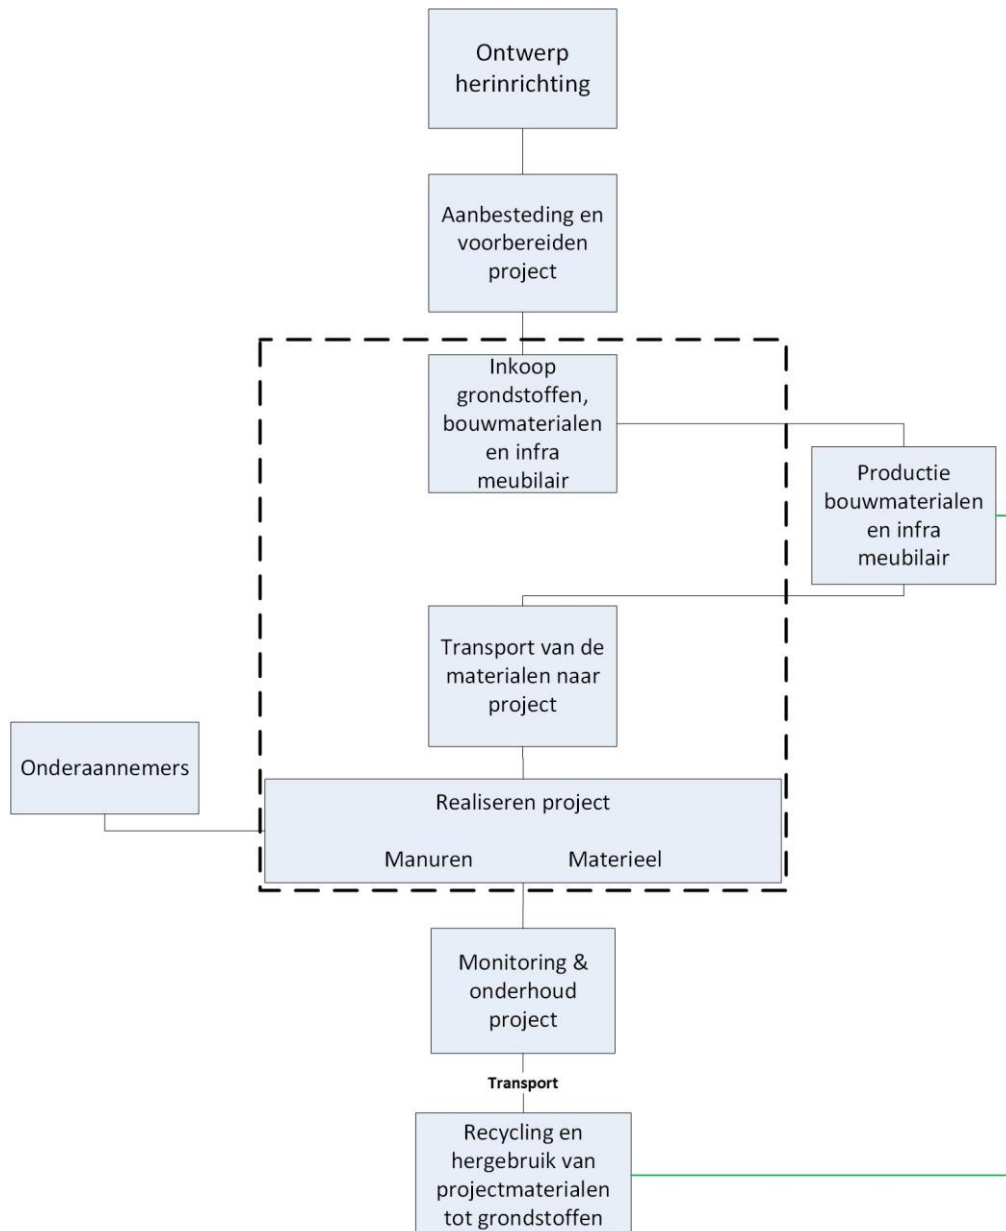 Ontwerp
herinrichting
Aanbesteding en
voorbereiden
project
Inkoop
grondstoffen,
bouwmaterialen
en infra
meubilair
Productie
bouwmaterialen
en infra
meubilair
Transport van de
materialen naar
project
Onderaannemers
Realiseren project
Manuren Materieel
Monitoring &
onderhoud
project
Transport
Recycling en
hergebruik van
projectmaterialen
tot grondstoffen